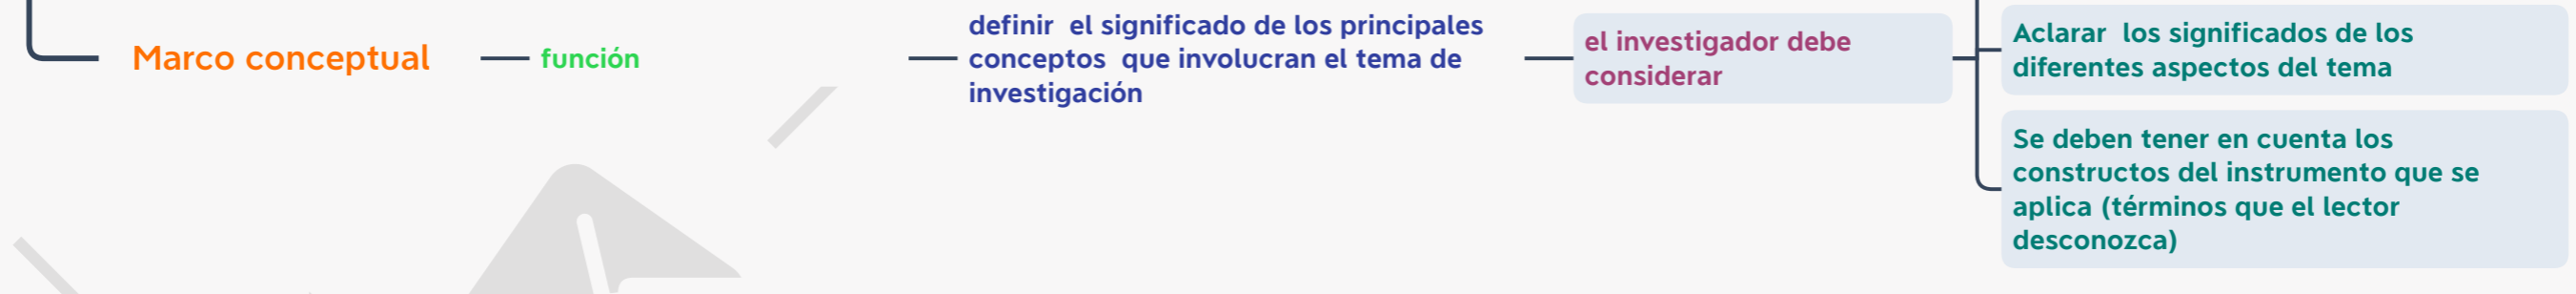 Marco conceptual
función
definir  el significado de los principales
conceptos  que involucran el tema de
investigación
el investigador debe
considerar
Aclarar  los significados de los
diferentes aspectos del tema
Se deben tener en cuenta los
constructos del instrumento que se
aplica (términos que el lector
desconozca)